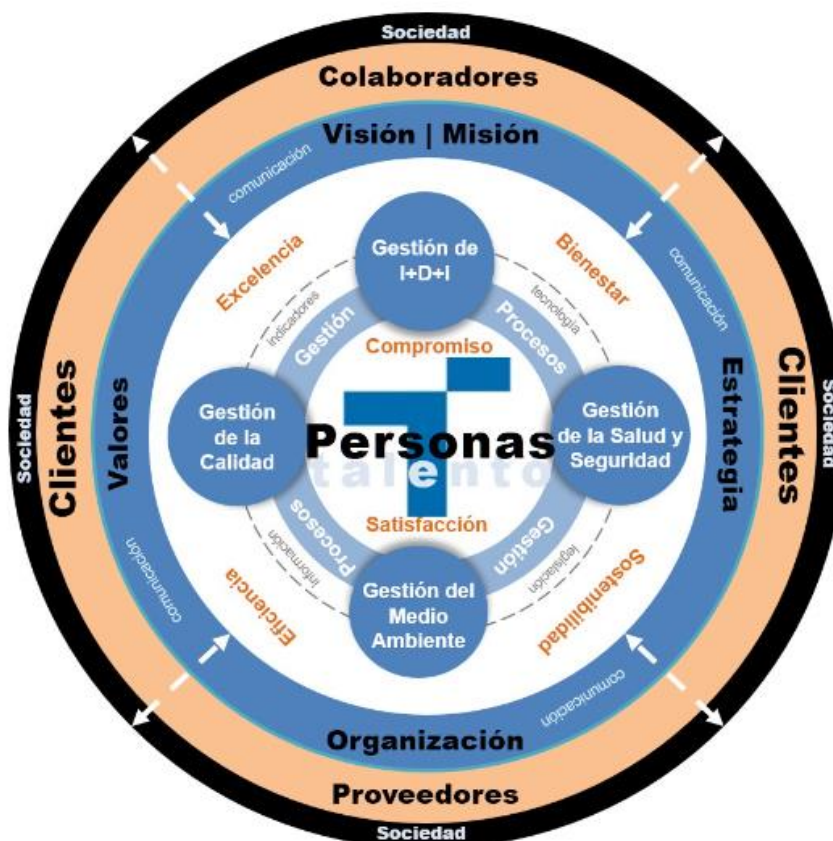 Sociedad
Colaboradores
Visión | Misión
comunicación
comunicación
Excelencia
Bienestar
Gestión de
I+D+I
indicadores
tecnología
Gestión
Procesos
Compromiso
Sociedad
Clientes
Valores
Gestión
de la
Calidad
Personas
talento
Gestión
de la Salud y
Seguridad
Estrategia
Clientes
Sociedad
Satisfacción
Procesos
Gestión
información
legislación
Gestión del
Medio
Ambiente
Eficiencia
Sostenibilidad
comunicación
comunicación
Organización
Proveedores
Sociedad